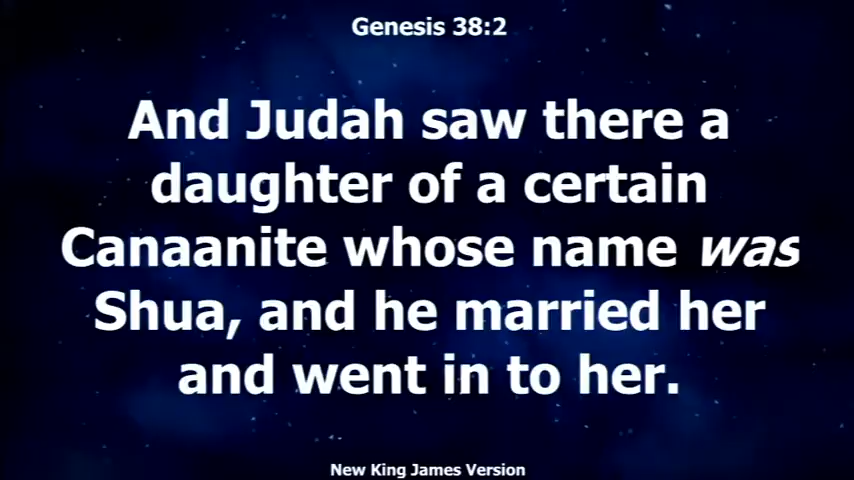 Genesis 38:2
And Judah saw there a
daughter of a certain
Canaanite whose name was
Shua, and he married her
and went in to her.
New King James Version